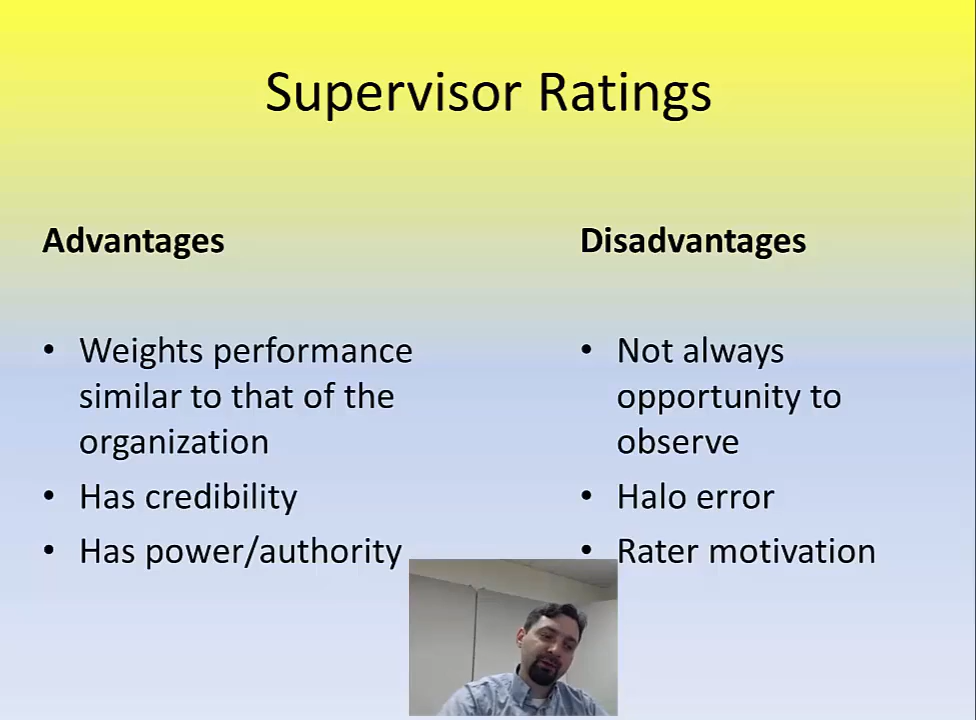 Supervisor Ratings
Advantages
• Weights performance
similar to that of the
organization
• Has credibility
• Has power/authority
Disadvantages
• Not always
opportunity to
observe
• Halo error
• Rater motivation